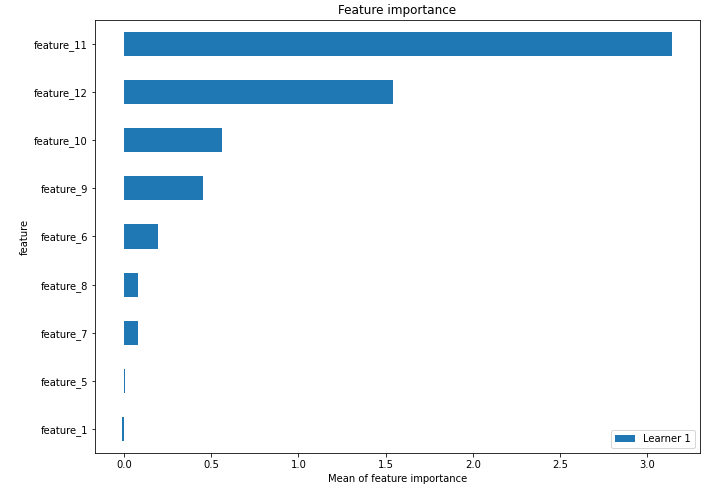 Feature importance
feature_11
feature_12
feature_10
feature_9
feature_6
feature_8
feature_7
feature_5
feature_1
feature
0.0 0.5 1.0 1.5 2.0 2.5 3.0
Mean of feature importance
Learner 1